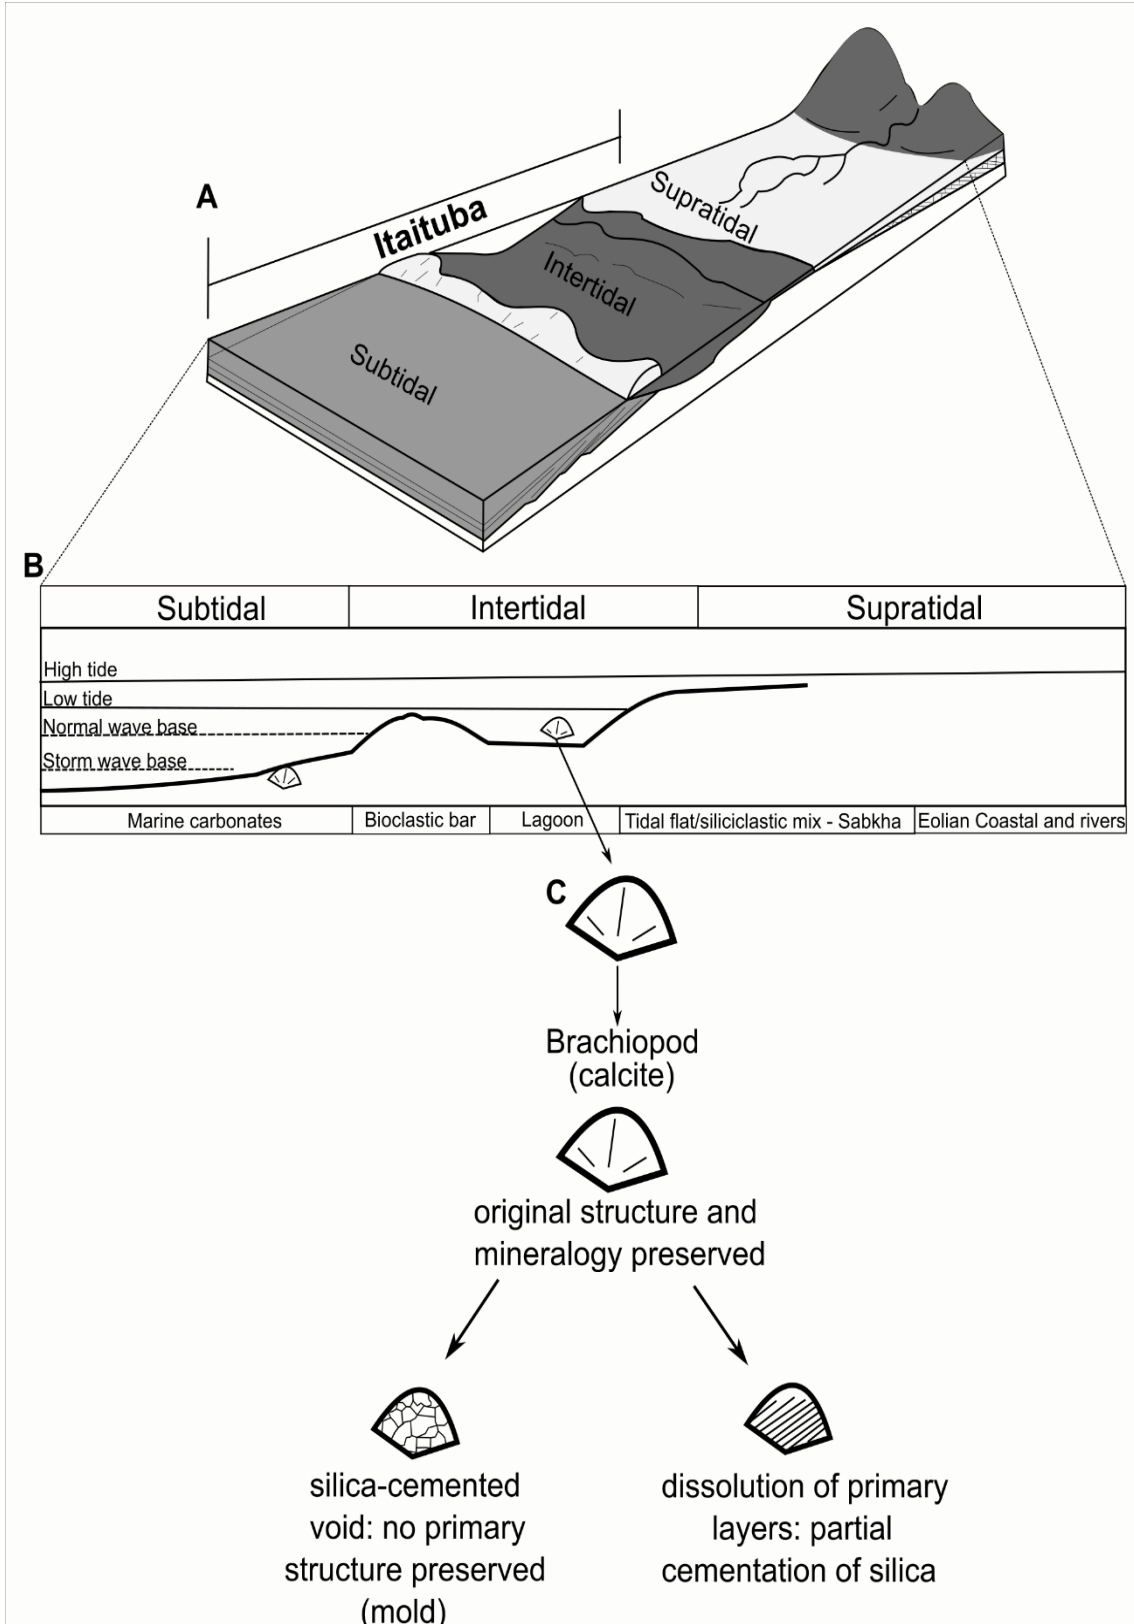 A
Itaituba
Supratidal
Intertidal
Subtidal
B
Subtidal
Intertidal
Supratidal
High tide
Low tide
Normal wave base
Storm wave base
Marine carbonates
Bioclastic bar
Lagoon
Tidal flat/siliciclastic mix - Sabkha
Eolian Coastal and rivers
C
Brachiopod
(calcite)
original structure and
mineralogy preserved
silica-cemented
void: no primary
structure preserved
(mold)
dissolution of primary
layers: partial
cementation of silica